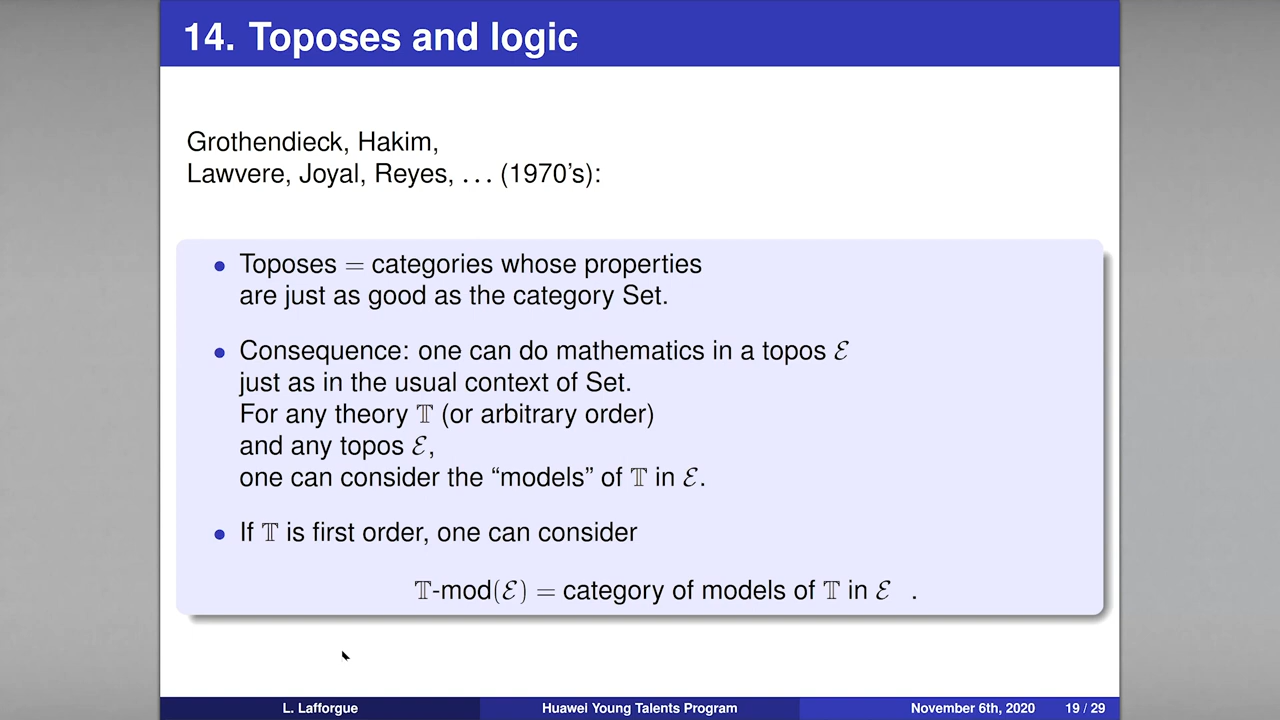 14. Toposes and logic
Grothendieck, Hakim,
Lawvere, Joyal, Reyes, ... (1970's):
• Toposes = categories whose properties
are just as good as the category Set.
• Consequence: one can do mathematics in a topos ℰ
just as in the usual context of Set.
For any theory 𝕋 (or arbitrary order)
and any topos ℰ,
one can consider the “models” of 𝕋 in ℰ.
• If 𝕋 is first order, one can consider
𝕋-mod(ℰ) = category of models of 𝕋 in ℰ .
L. Lafforgue Huawei Young Talents Program November 6th, 2020 19 / 29